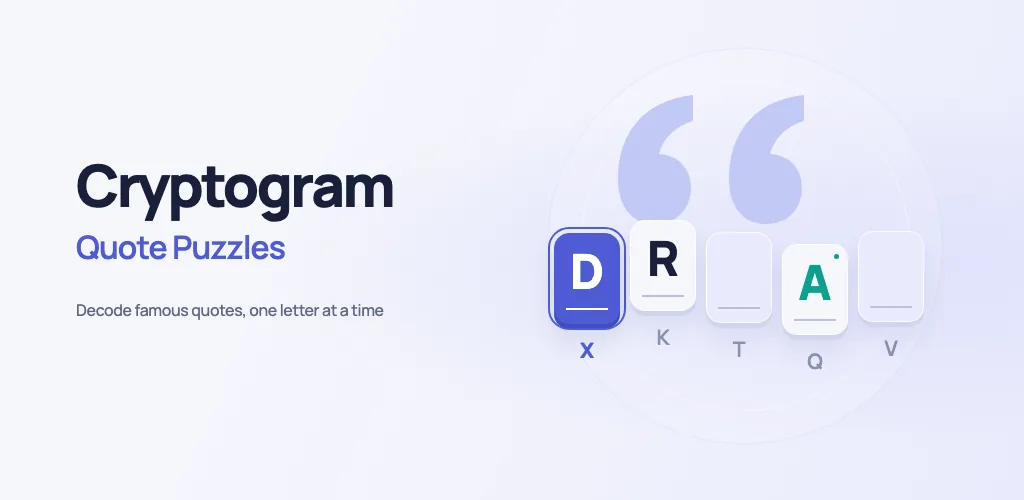 Cryptogram
Quote Puzzles
Decode famous quotes, one letter at a time
“
D R A
X K T Q V